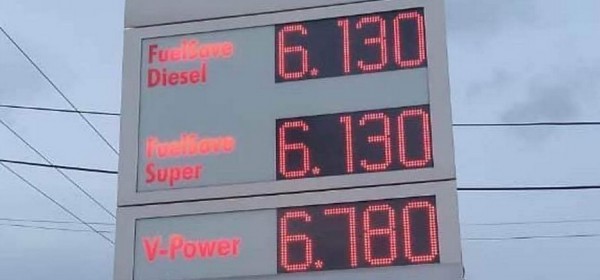 FuelSave
Diesel 6.130
FuelSave
Super 6.130
V-Power 6.780